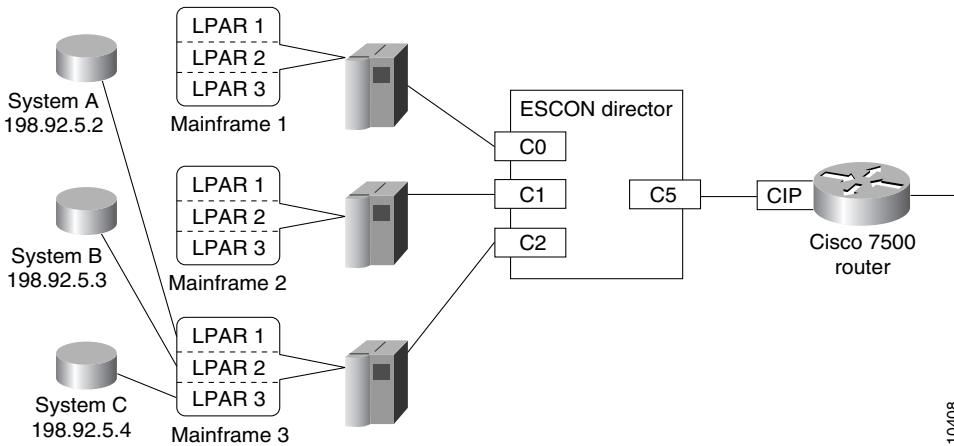 LPAR 1
LPAR 2
LPAR 3
Mainframe 1
System A
198.92.5.2
LPAR 1
LPAR 2
LPAR 3
Mainframe 2
System B
198.92.5.3
LPAR 1
LPAR 2
LPAR 3
Mainframe 3
System C
198.92.5.4
ESCON director
C0
C1
C2
C5
CIP
Cisco 7500
router
10408